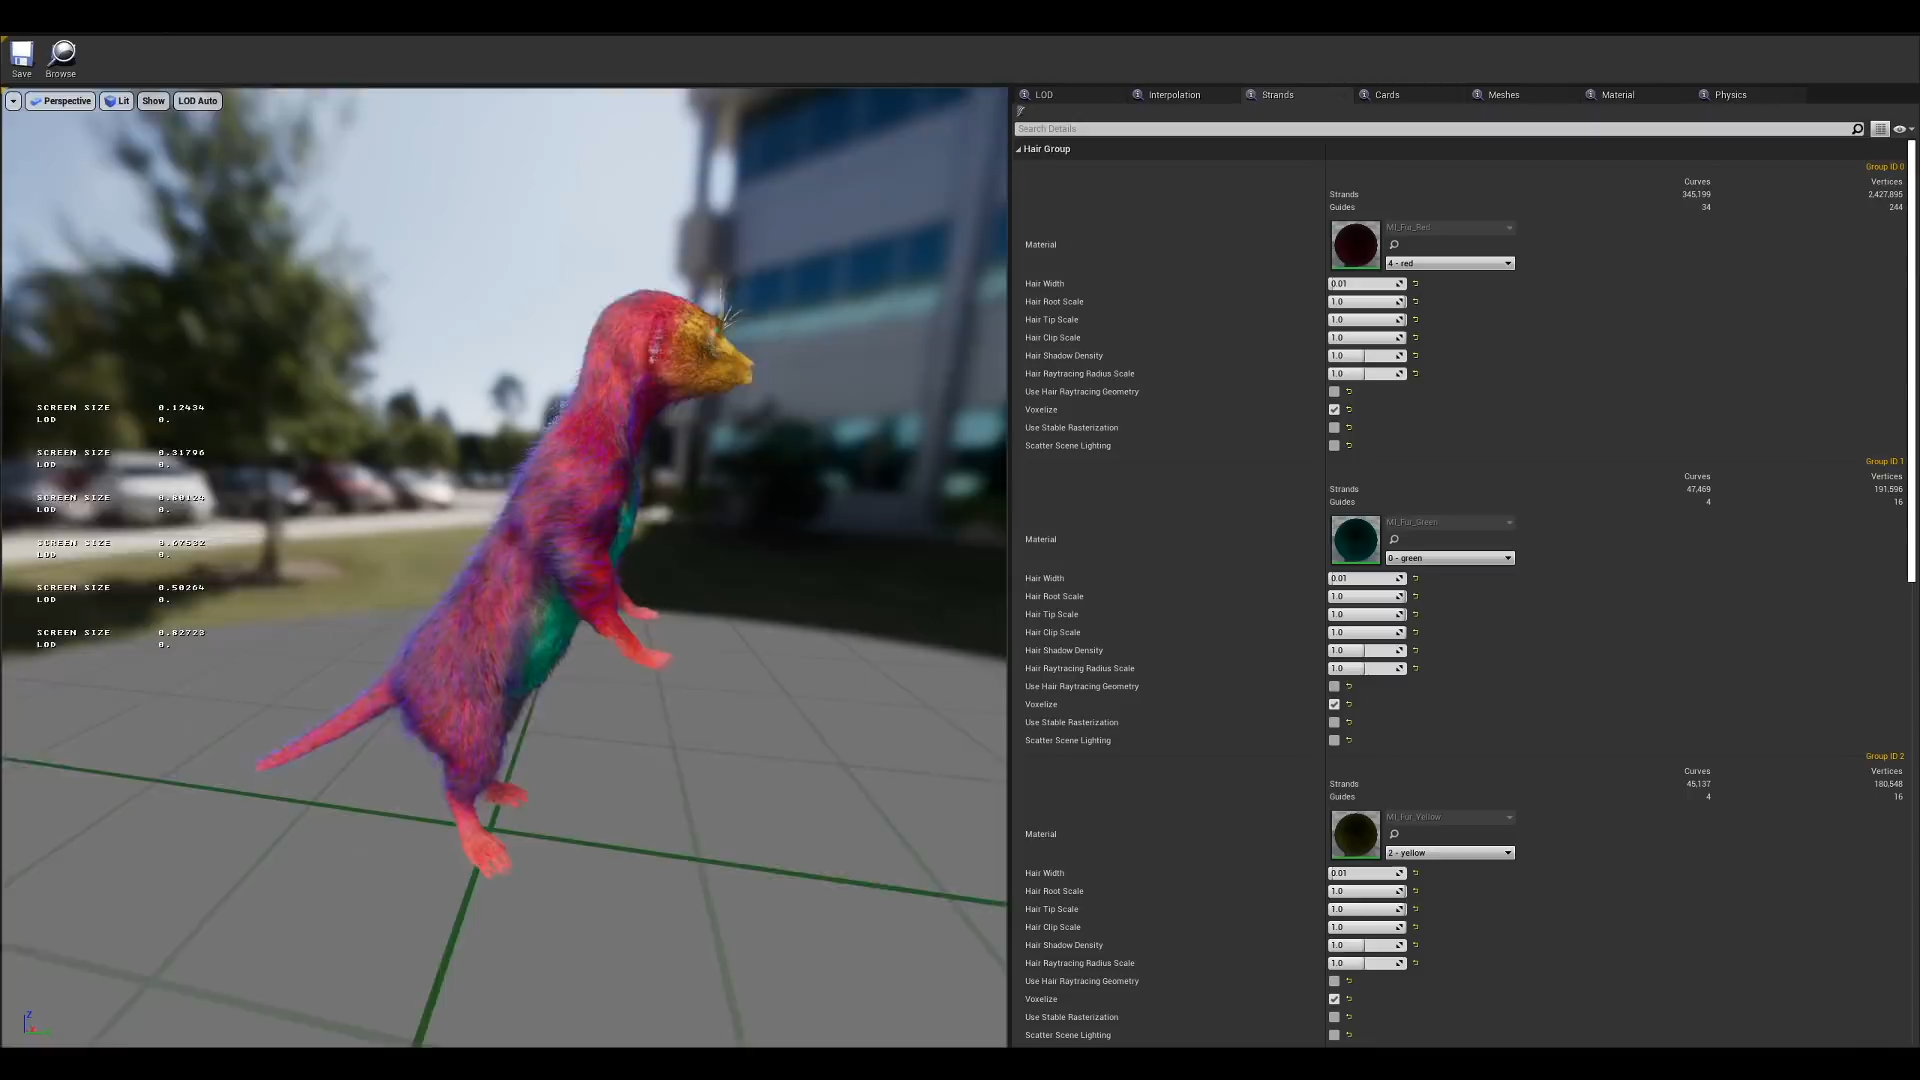 Save Browse
Perspective Lit Show LOD Auto
SCREEN SIZE 0.12434
LOD 0.
SCREEN SIZE 0.31796
LOD 0.
SCREEN SIZE 0.80124
LOD 0.
SCREEN SIZE 0.67532
LOD 0.
SCREEN SIZE 0.50264
LOD 0.
SCREEN SIZE 0.82723
LOD 0.
Z
LOD Interpolation Strands Cards Meshes Material Physics
Search Details
Hair Group
Group ID 0
Curves Vertices
Strands 345,199 2,427,895
Guides 34 244
MI_Fur_Red
Material
4 - red
Hair Width 0.01
Hair Root Scale 1.0
Hair Tip Scale 1.0
Hair Clip Scale 1.0
Hair Shadow Density 1.0
Hair Raytracing Radius Scale 1.0
Use Hair Raytracing Geometry
Voxelize
Use Stable Rasterization
Scatter Scene Lighting
Group ID 1
Curves Vertices
Strands 47,469 191,596
Guides 4 16
MI_Fur_Green
Material
0 - green
Hair Width 0.01
Hair Root Scale 1.0
Hair Tip Scale 1.0
Hair Clip Scale 1.0
Hair Shadow Density 1.0
Hair Raytracing Radius Scale 1.0
Use Hair Raytracing Geometry
Voxelize
Use Stable Rasterization
Scatter Scene Lighting
Group ID 2
Curves Vertices
Strands 45,137 180,548
Guides 4 16
MI_Fur_Yellow
Material
2 - yellow
Hair Width 0.01
Hair Root Scale 1.0
Hair Tip Scale 1.0
Hair Clip Scale 1.0
Hair Shadow Density 1.0
Hair Raytracing Radius Scale 1.0
Use Hair Raytracing Geometry
Voxelize
Use Stable Rasterization
Scatter Scene Lighting